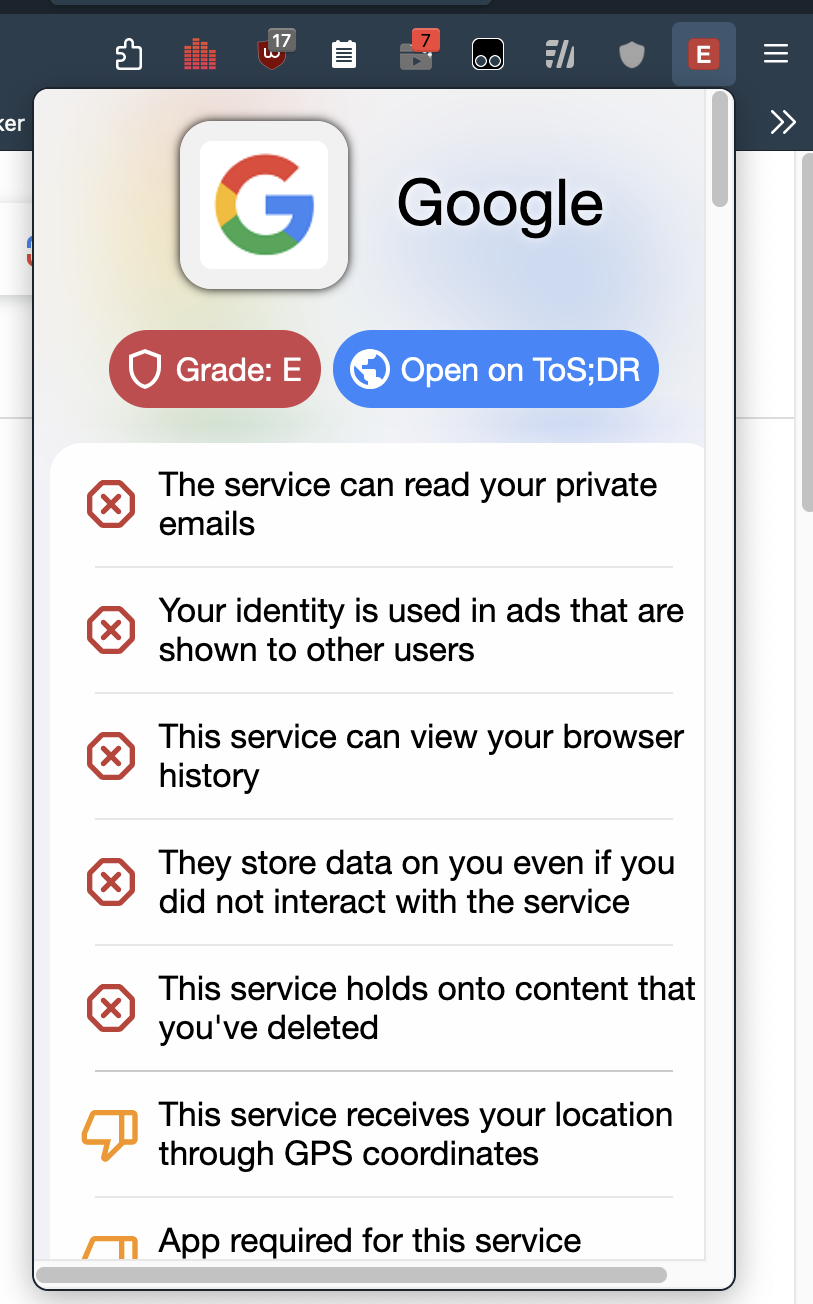 17
7
E
ker
Google
Grade: E
Open on ToS;DR
The service can read your private
emails
Your identity is used in ads that are
shown to other users
This service can view your browser
history
They store data on you even if you
did not interact with the service
This service holds onto content that
you've deleted
This service receives your location
through GPS coordinates
App required for this service